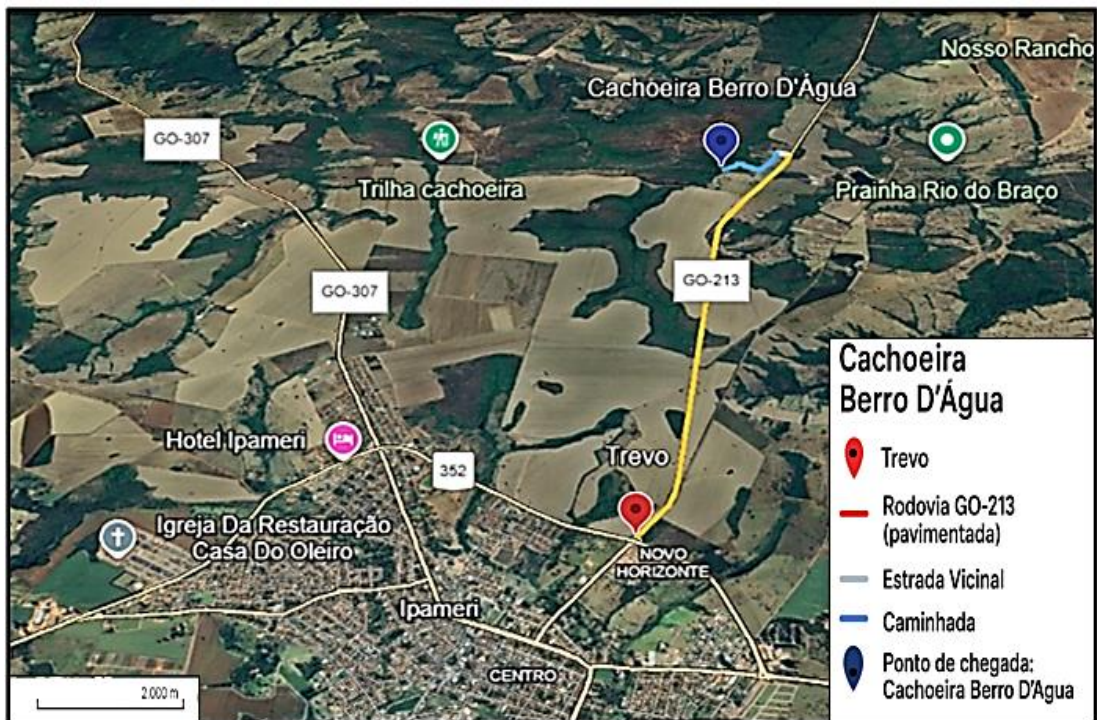 Nosso Rancho
Cachoeira Berro D'Água
GO-307
Trilha cachoeira
Prainha Rio do Braço
GO-213
GO-307
Cachoeira
Berro D'Água
Trevo
Rodovia GO-213
(pavimentada)
Estrada Vicinal
Caminhada
Ponto de chegada:
Cachoeira Berro D'Água
Hotel Ipameri
352
Trevo
Igreja Da Restauração
Casa Do Oleiro
NOVO
HORIZONTE
Ipameri
CENTRO
2.000 m